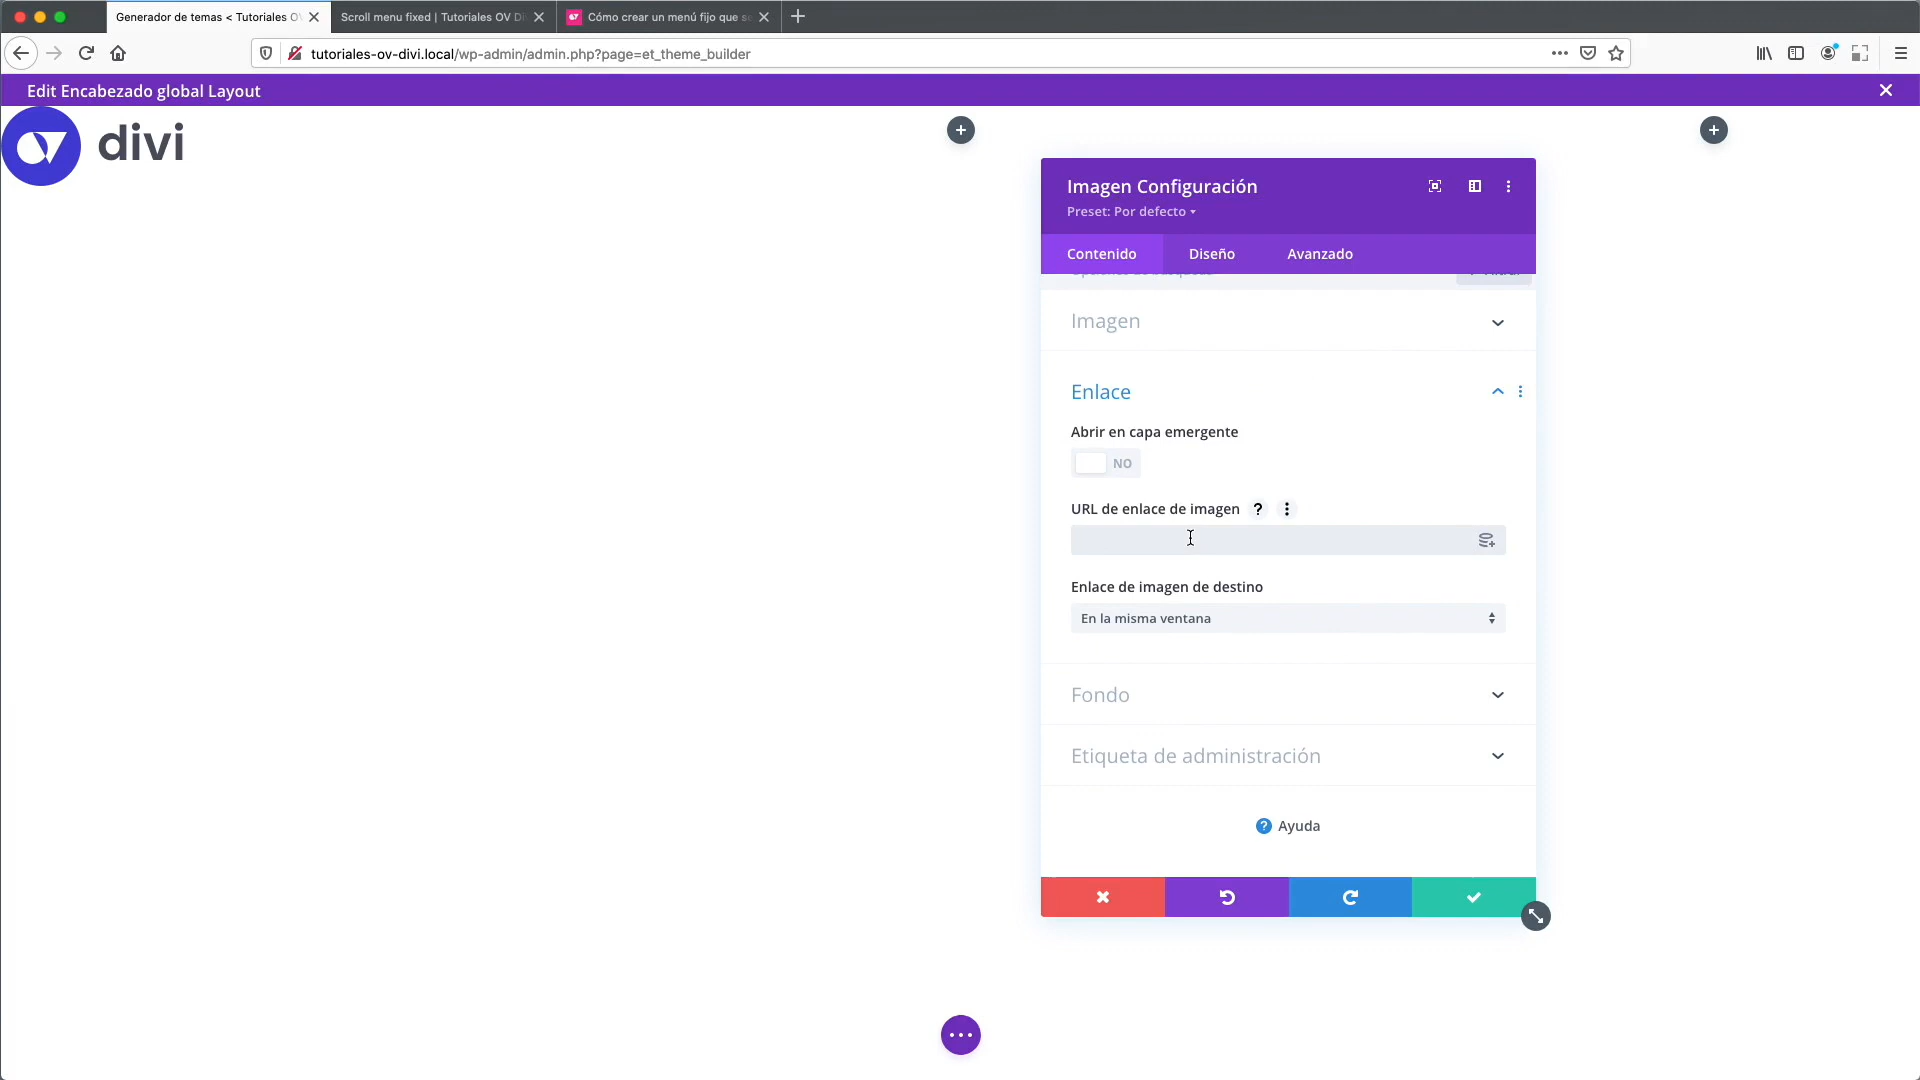 Generador de temas < Tutoriales O
Scroll menu fixed | Tutoriales OV Di
Cómo crear un menú fijo que se
tutoriales-ov-divi.local/wp-admin/admin.php?page=et_theme_builder
Edit Encabezado global Layout
divi
Imagen Configuración
Preset: Por defecto
Contenido
Diseño
Avanzado
Imagen
Enlace
Abrir en capa emergente
NO
URL de enlace de imagen ?
Enlace de imagen de destino
En la misma ventana
Fondo
Etiqueta de administración
? Ayuda